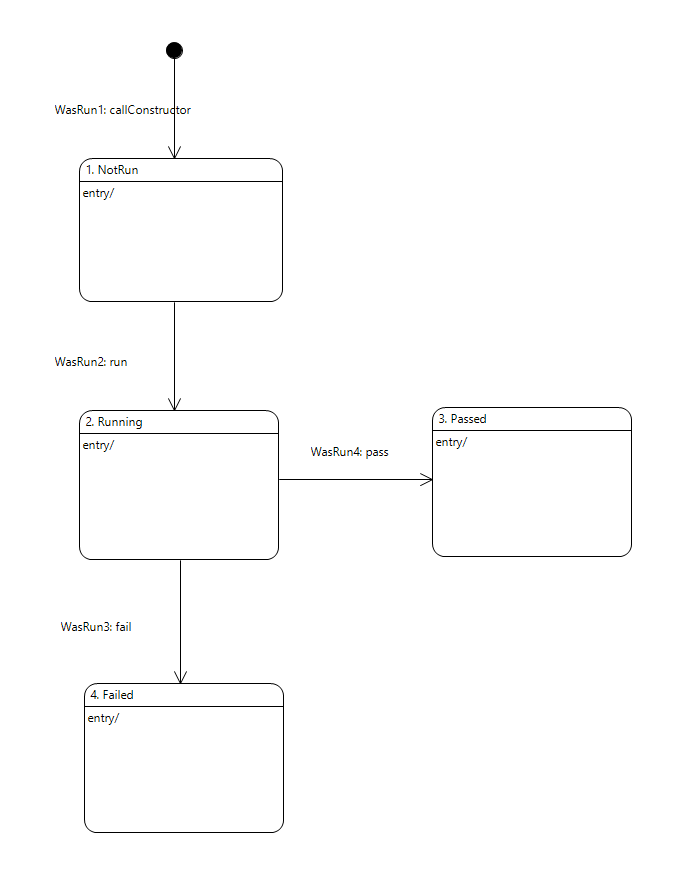 WasRun1: callConstructor
1. NotRun
entry/
WasRun2: run
2. Running
entry/
WasRun4: pass
3. Passed
entry/
WasRun3: fail
4. Failed
entry/